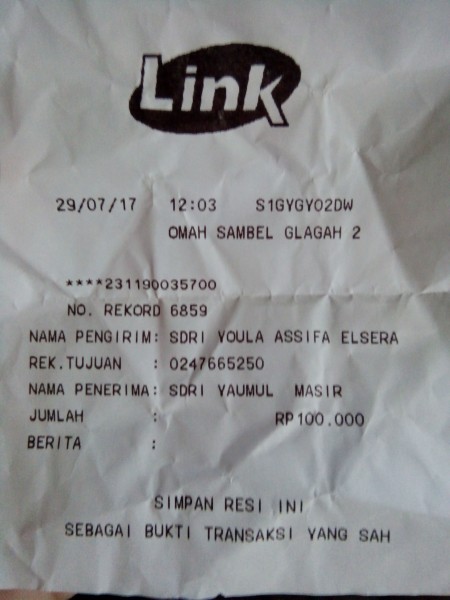 Link
29/07/17 12:03 S1GYGY02DW
OMAH SAMBEL GLAGAH 2
****231190035700
NO. REKORD 6859
NAMA PENGIRIM: SDRI VOULA ASSIFA ELSERA
REK.TUJUAN : 0247665250
NAMA PENERIMA: SDRI YAUMUL MASIR
JUMLAH : RP100.000
BERITA :
SIMPAN RESI INI
SEBAGAI BUKTI TRANSAKSI YANG SAH